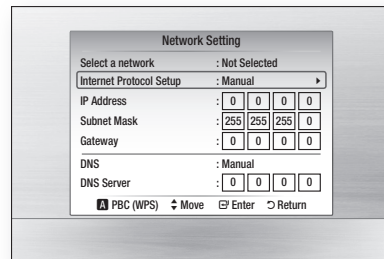 Network Setting
Select a network : Not Selected
Internet Protocol Setup : Manual
IP Address : 0 0 0 0
Subnet Mask : 255 255 255 0
Gateway : 0 0 0 0
DNS : Manual
DNS Server : 0 0 0 0
A PBC (WPS) Move Enter Return